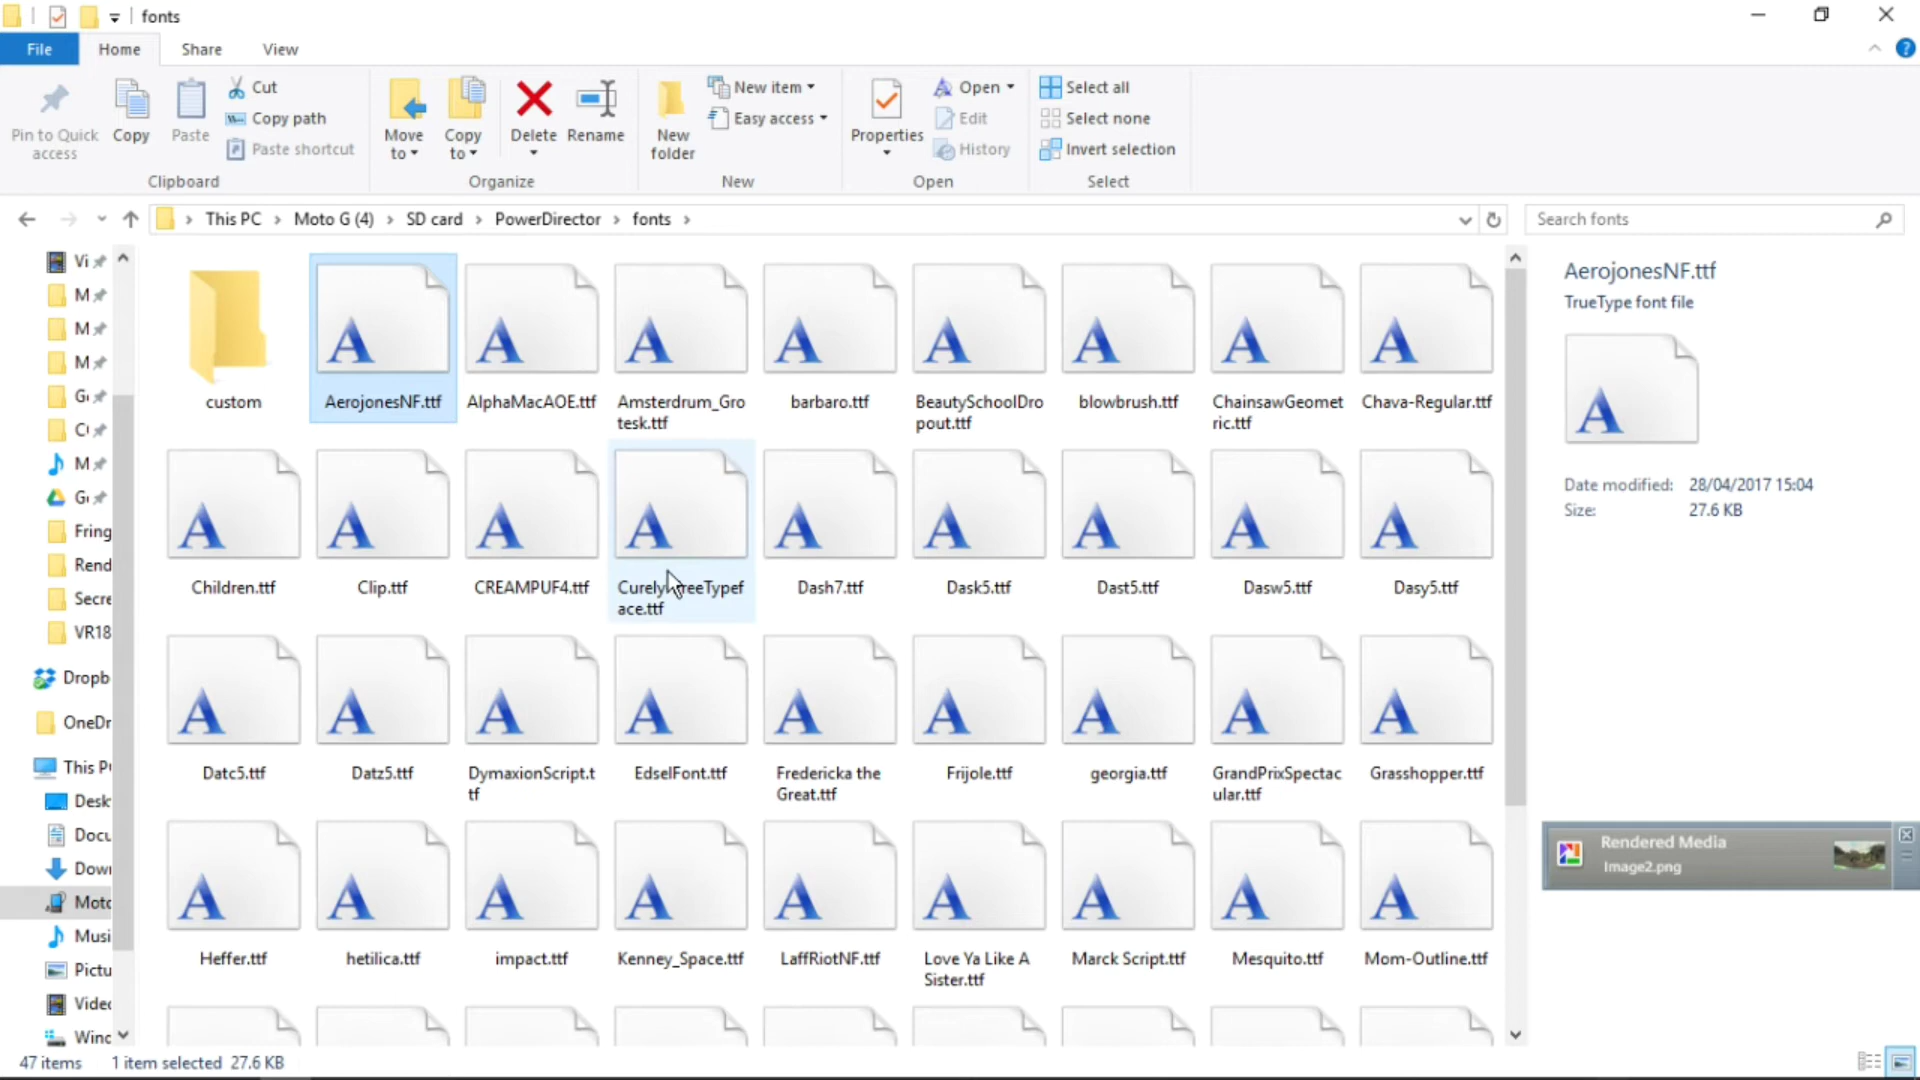 fonts
File
Home
Share
View
Pin to Quick
access
Copy
Paste
Cut
Copy path
Paste shortcut
Clipboard
Move
to
Copy
to
Delete
Rename
Organize
New
folder
New item
Easy access
New
Properties
Open
Edit
History
Open
Select all
Select none
Invert selection
Select
This PC
Moto G (4)
SD card
PowerDirector
fonts
Search fonts
Vi
M
M
M
G
M
G
Fring
Rend
Secre
VR18
Dropb
OneDr
This P
Desk
Docu
Down
Moto
Musi
Pictu
Videc
Winc
custom
AerojonesNF.ttf
AlphaMacAOE.ttf
Amsterdrum_Gro
tesk.ttf
barbaro.ttf
BeautySchoolDro
pout.ttf
blowbrush.ttf
ChainsawGeomet
ric.ttf
Chava-Regular.ttf
Children.ttf
Clip.ttf
CREAMPUF4.ttf
Curely reeTypef
ace.ttf
Dash7.ttf
Dask5.ttf
Dast5.ttf
Dasw5.ttf
Dasy5.ttf
Datc5.ttf
Datz5.ttf
DymaxionScript.t
tf
EdselFont.ttf
Fredericka the
Great.ttf
Frijole.ttf
georgia.ttf
GrandPrixSpectac
ular.ttf
Grasshopper.ttf
Heffer.ttf
hetilica.ttf
impact.ttf
Kenney_Space.ttf
LaffRiotNF.ttf
Love Ya Like A
Sister.ttf
Marck Script.ttf
Mesquito.ttf
Mom-Outline.ttf
AerojonesNF.ttf
TrueType font file
Date modified: 28/04/2017 15:04
Size: 27.6 KB
Rendered Media
Image2.png
47 items 1 item selected 27.6 KB